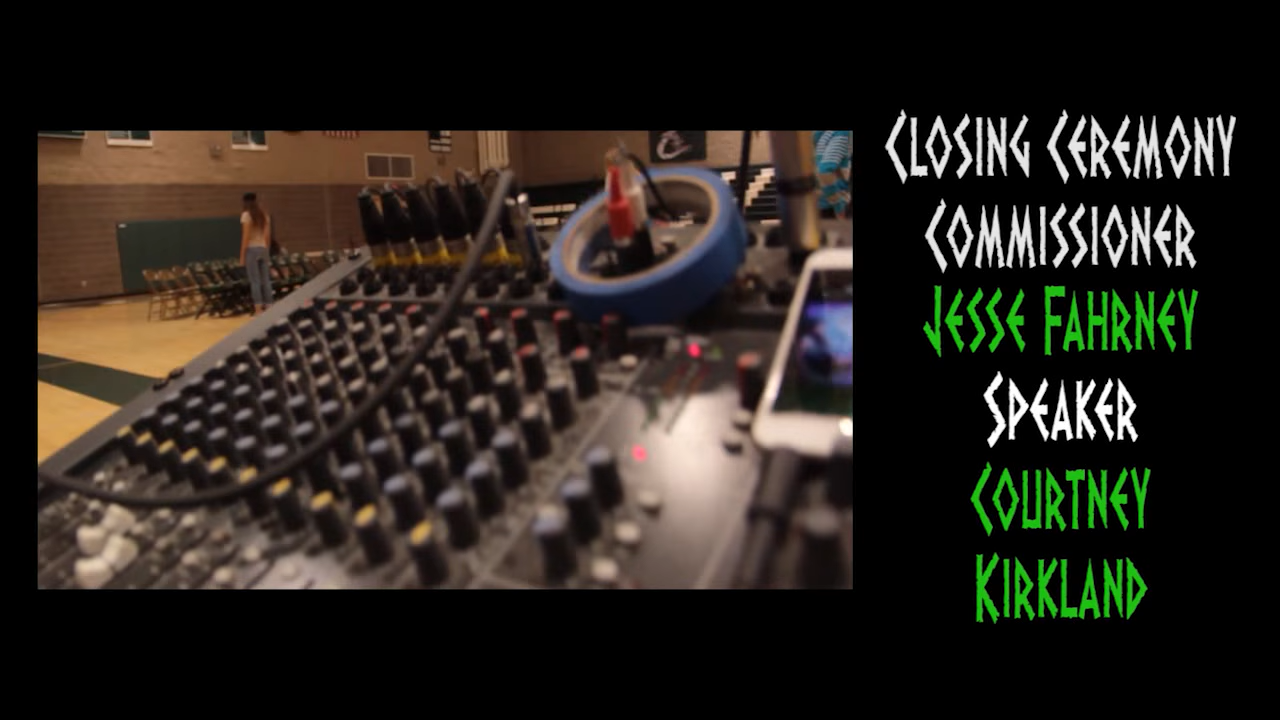 Closing Ceremony
Commissioner
Jesse Fahrney
Speaker
Courtney
Kirkland